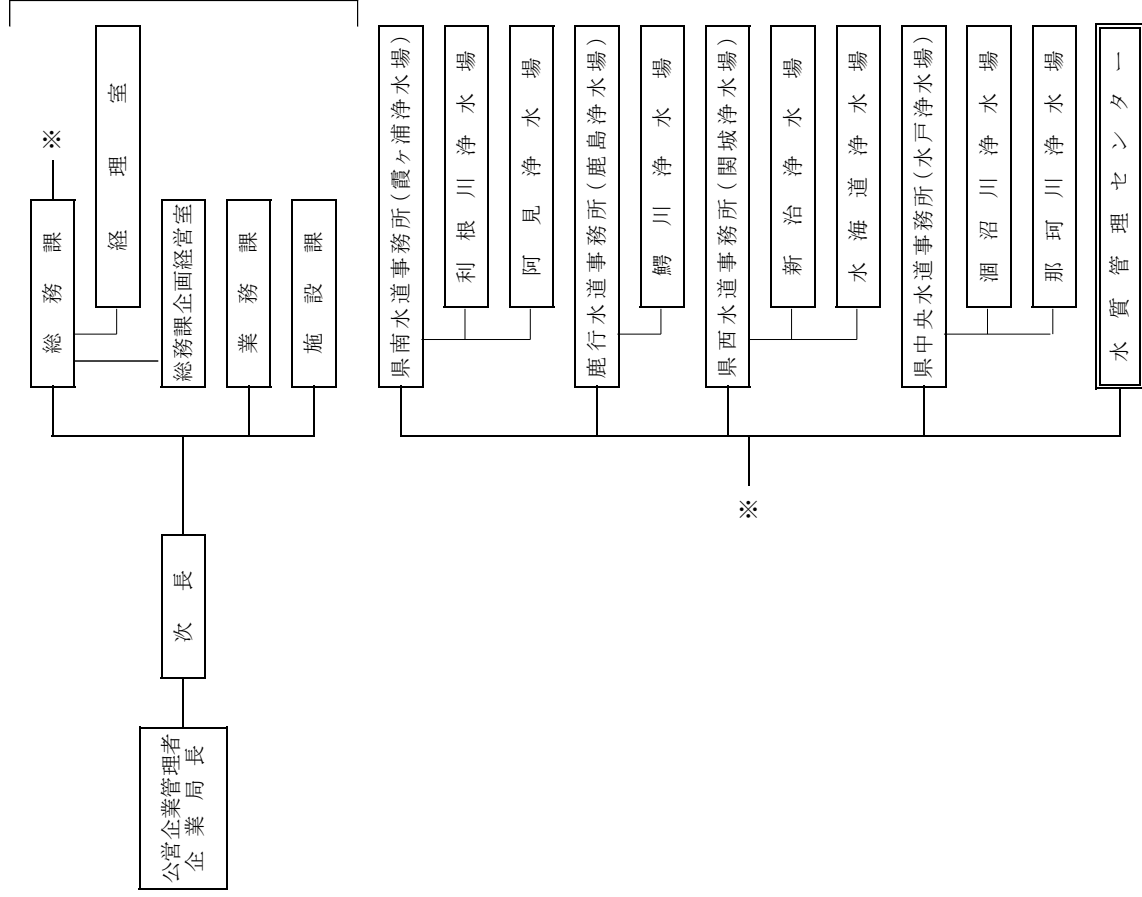 公営企業管理者
企業局長
次長
総務課
※
経理室
総務課企画経営室
業務課
施設課
※
県南水道事務所(霞ヶ浦浄水場)
利根川浄水場
阿見浄水場
鹿行水道事務所(鹿島浄水場)
鰐川浄水場
県西水道事務所(関城浄水場)
新治浄水場
水海道浄水場
県中央水道事務所(水戸浄水場)
涸沼川浄水場
那珂川浄水場
水質管理センター